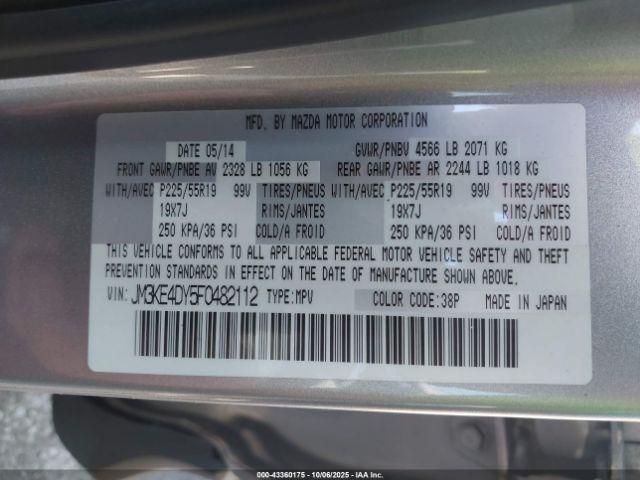 MFD. BY MAZDA MOTOR CORPORATION
DATE 05/14 GVWR/PNBV 4566 LB 2071 KG
FRONT GAWR/PNBE AV 2328 LB 1056 KG REAR GAWR/PNBE AR 2244 LB 1018 KG
WITH/AVEC P225/55R19 99V TIRES/PNEUS WITH/AVEC P225/55R19 99V TIRES/PNEUS
19X7J RIMS/JANTES 19X7J RIMS/JANTES
250 KPA/36 PSI COLD/A FROID 250 KPA/36 PSI COLD/A FROID
THIS VEHICLE CONFORMS TO ALL APPLICABLE FEDERAL MOTOR VEHICLE SAFETY AND THEFT
PREVENTION STANDARDS IN EFFECT ON THE DATE OF MANUFACTURE SHOWN ABOVE.
VIN: JM3KE4DY5F0482112 TYPE:MPV COLOR CODE:38P MADE IN JAPAN
000-43360175 - 10/06/2025 - IAA Inc.